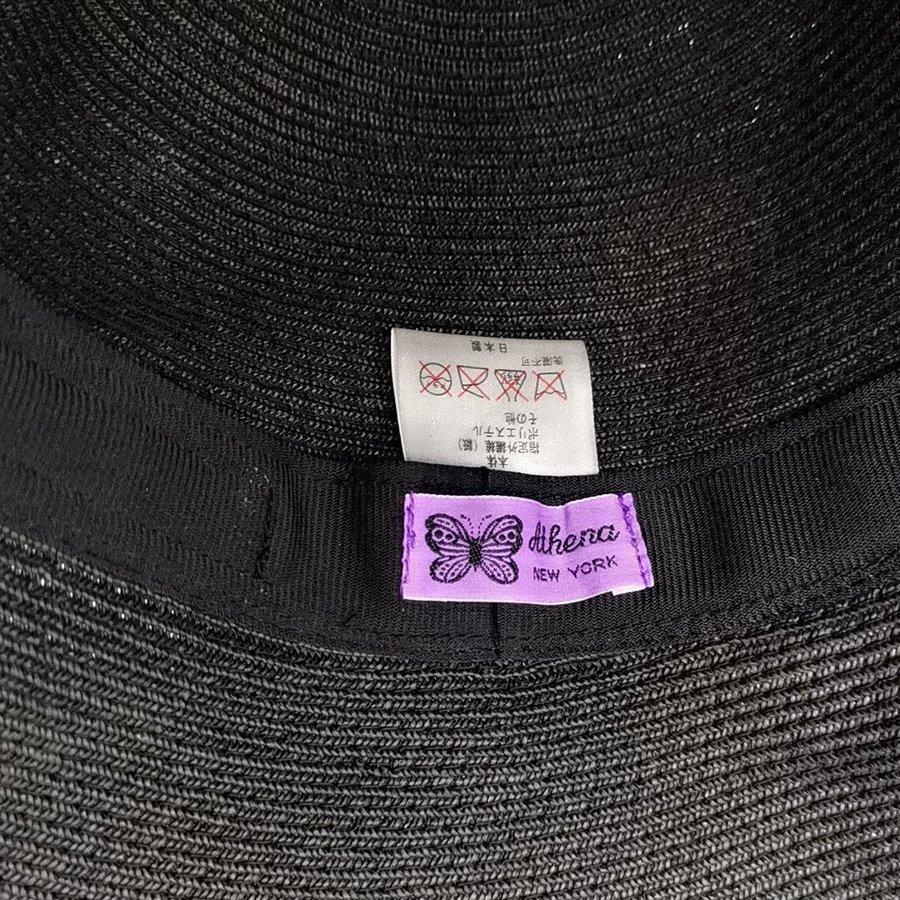 本体
指定外繊維(紙)
ポリエステル
その他
洗濯不可
日本製
Athena
NEW YORK